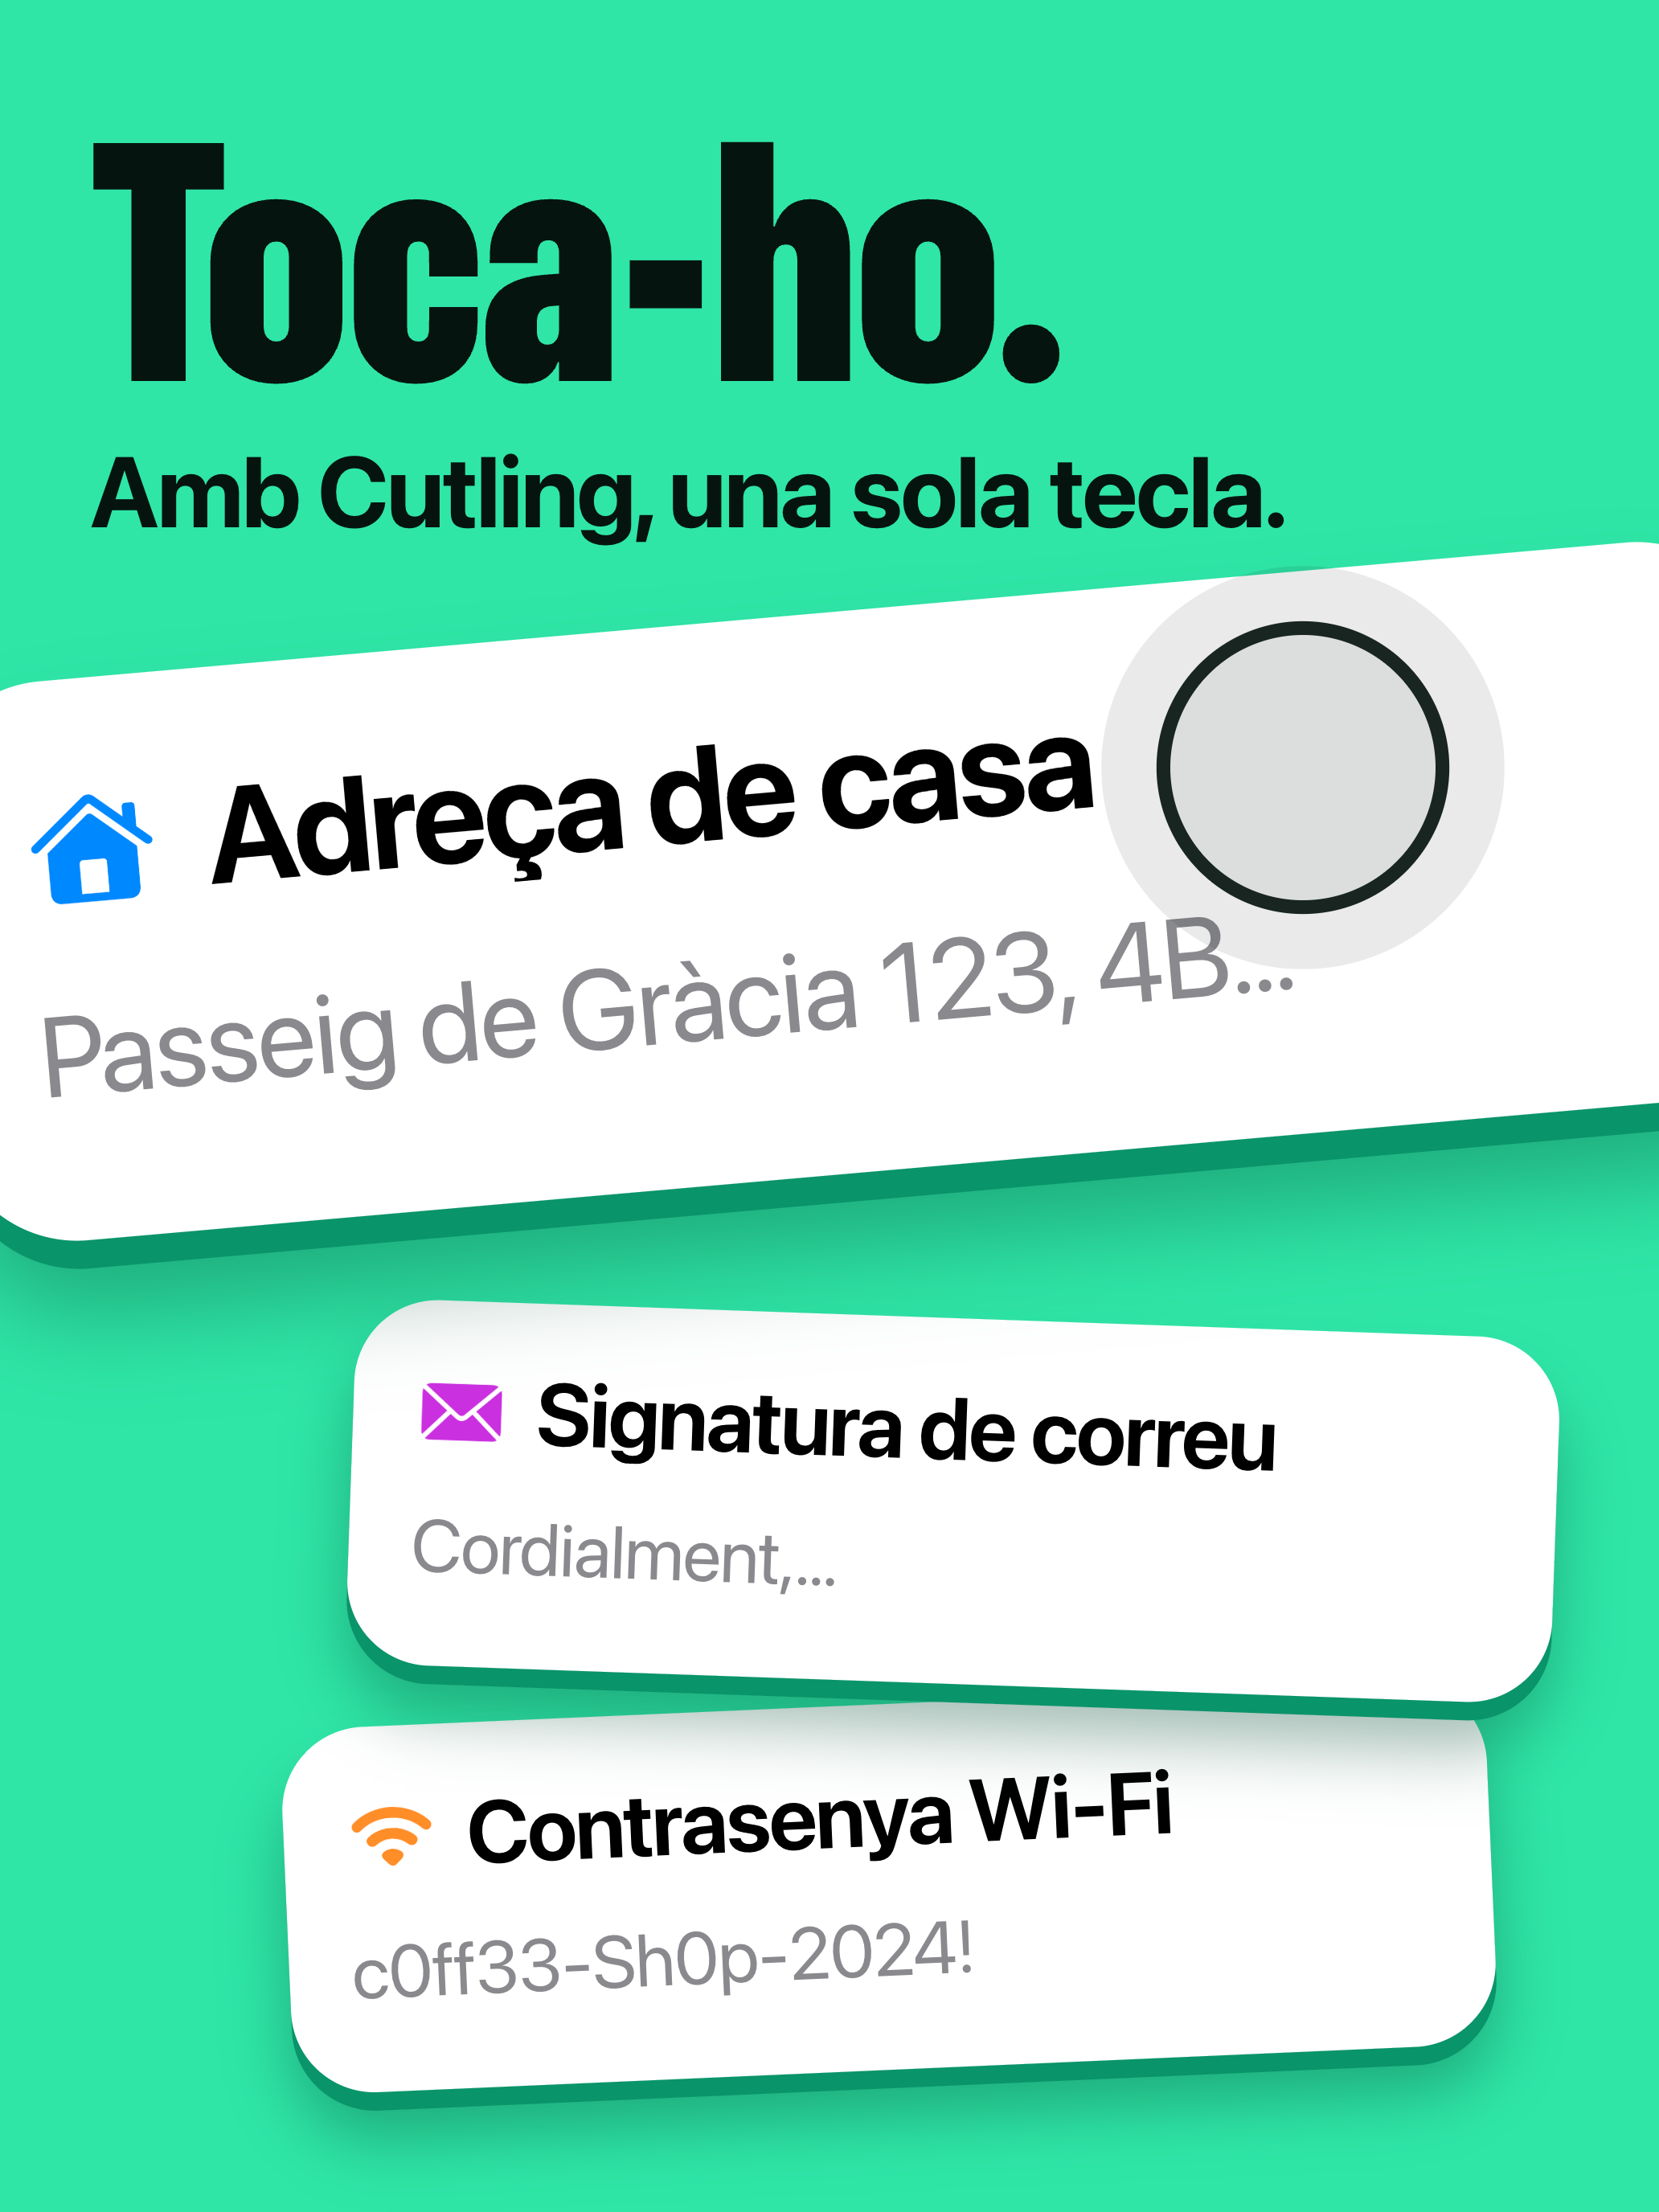 Toca-ho.
Amb Cutling, una sola tecla.
Adreça de casa
Passeig de Gràcia 123, 4B...
Signatura de correu
Cordialment,...
Contrasenya Wi-Fi
c0ff33-Sh0p-2024!